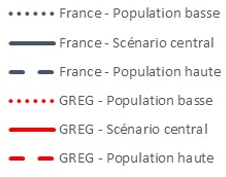 France - Population basse
France - Scénario central
France - Population haute
GREG - Population basse
GREG - Scénario central
GREG - Population haute